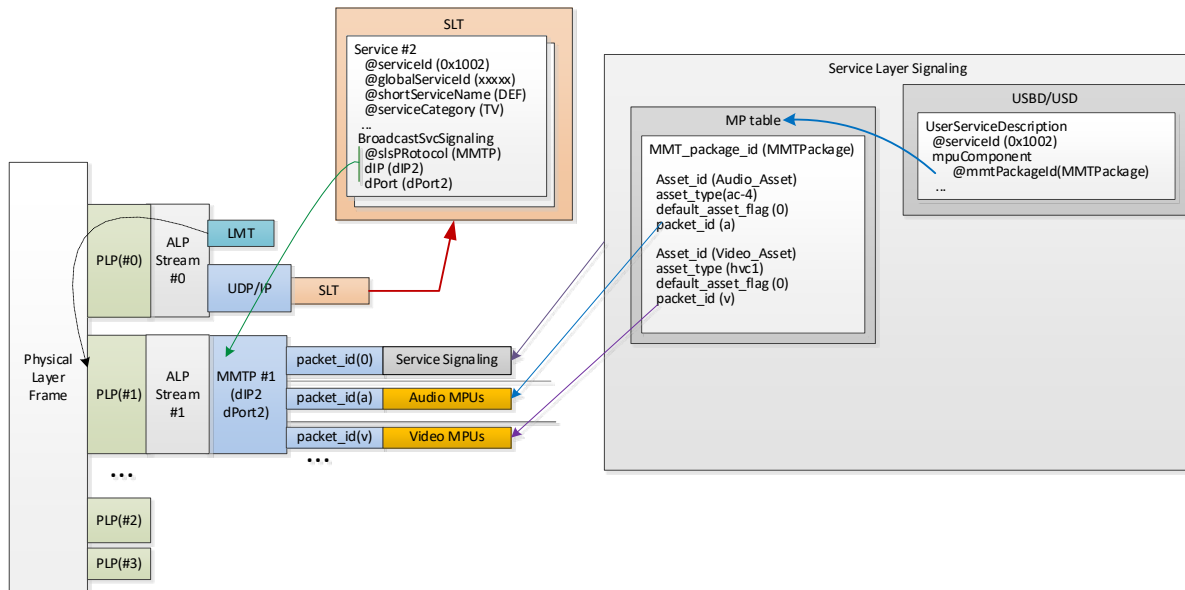 SLT
Service #2
@serviceId (0x1002)
@globalServiceId (xxxxx)
@shortServiceName (DEF)
@serviceCategory (TV)
...
BroadcastSvcSignaling
@slsPRotocol (MMTP)
dIP (dIP2)
dPort (dPort2)
Service Layer Signaling
MP table
MMT_package_id (MMTPackage)
Asset_id (Audio_Asset)
asset_type(ac-4)
default_asset_flag (0)
packet_id (a)
Asset_id (Video_Asset)
asset_type (hvc1)
default_asset_flag (0)
packet_id (v)
USBD/USD
UserServiceDescription
@serviceId (0x1002)
mpuComponent
@mmtPackageId(MMTPackage)
...
Physical
Layer
Frame
PLP(#0)
ALP
Stream
#0
LMT
UDP/IP
SLT
PLP(#1)
ALP
Stream
#1
MMTP #1
(dIP2
dPort2)
packet_id(0)
Service Signaling
packet_id(a)
Audio MPUs
packet_id(v)
Video MPUs
...
...
PLP(#2)
PLP(#3)